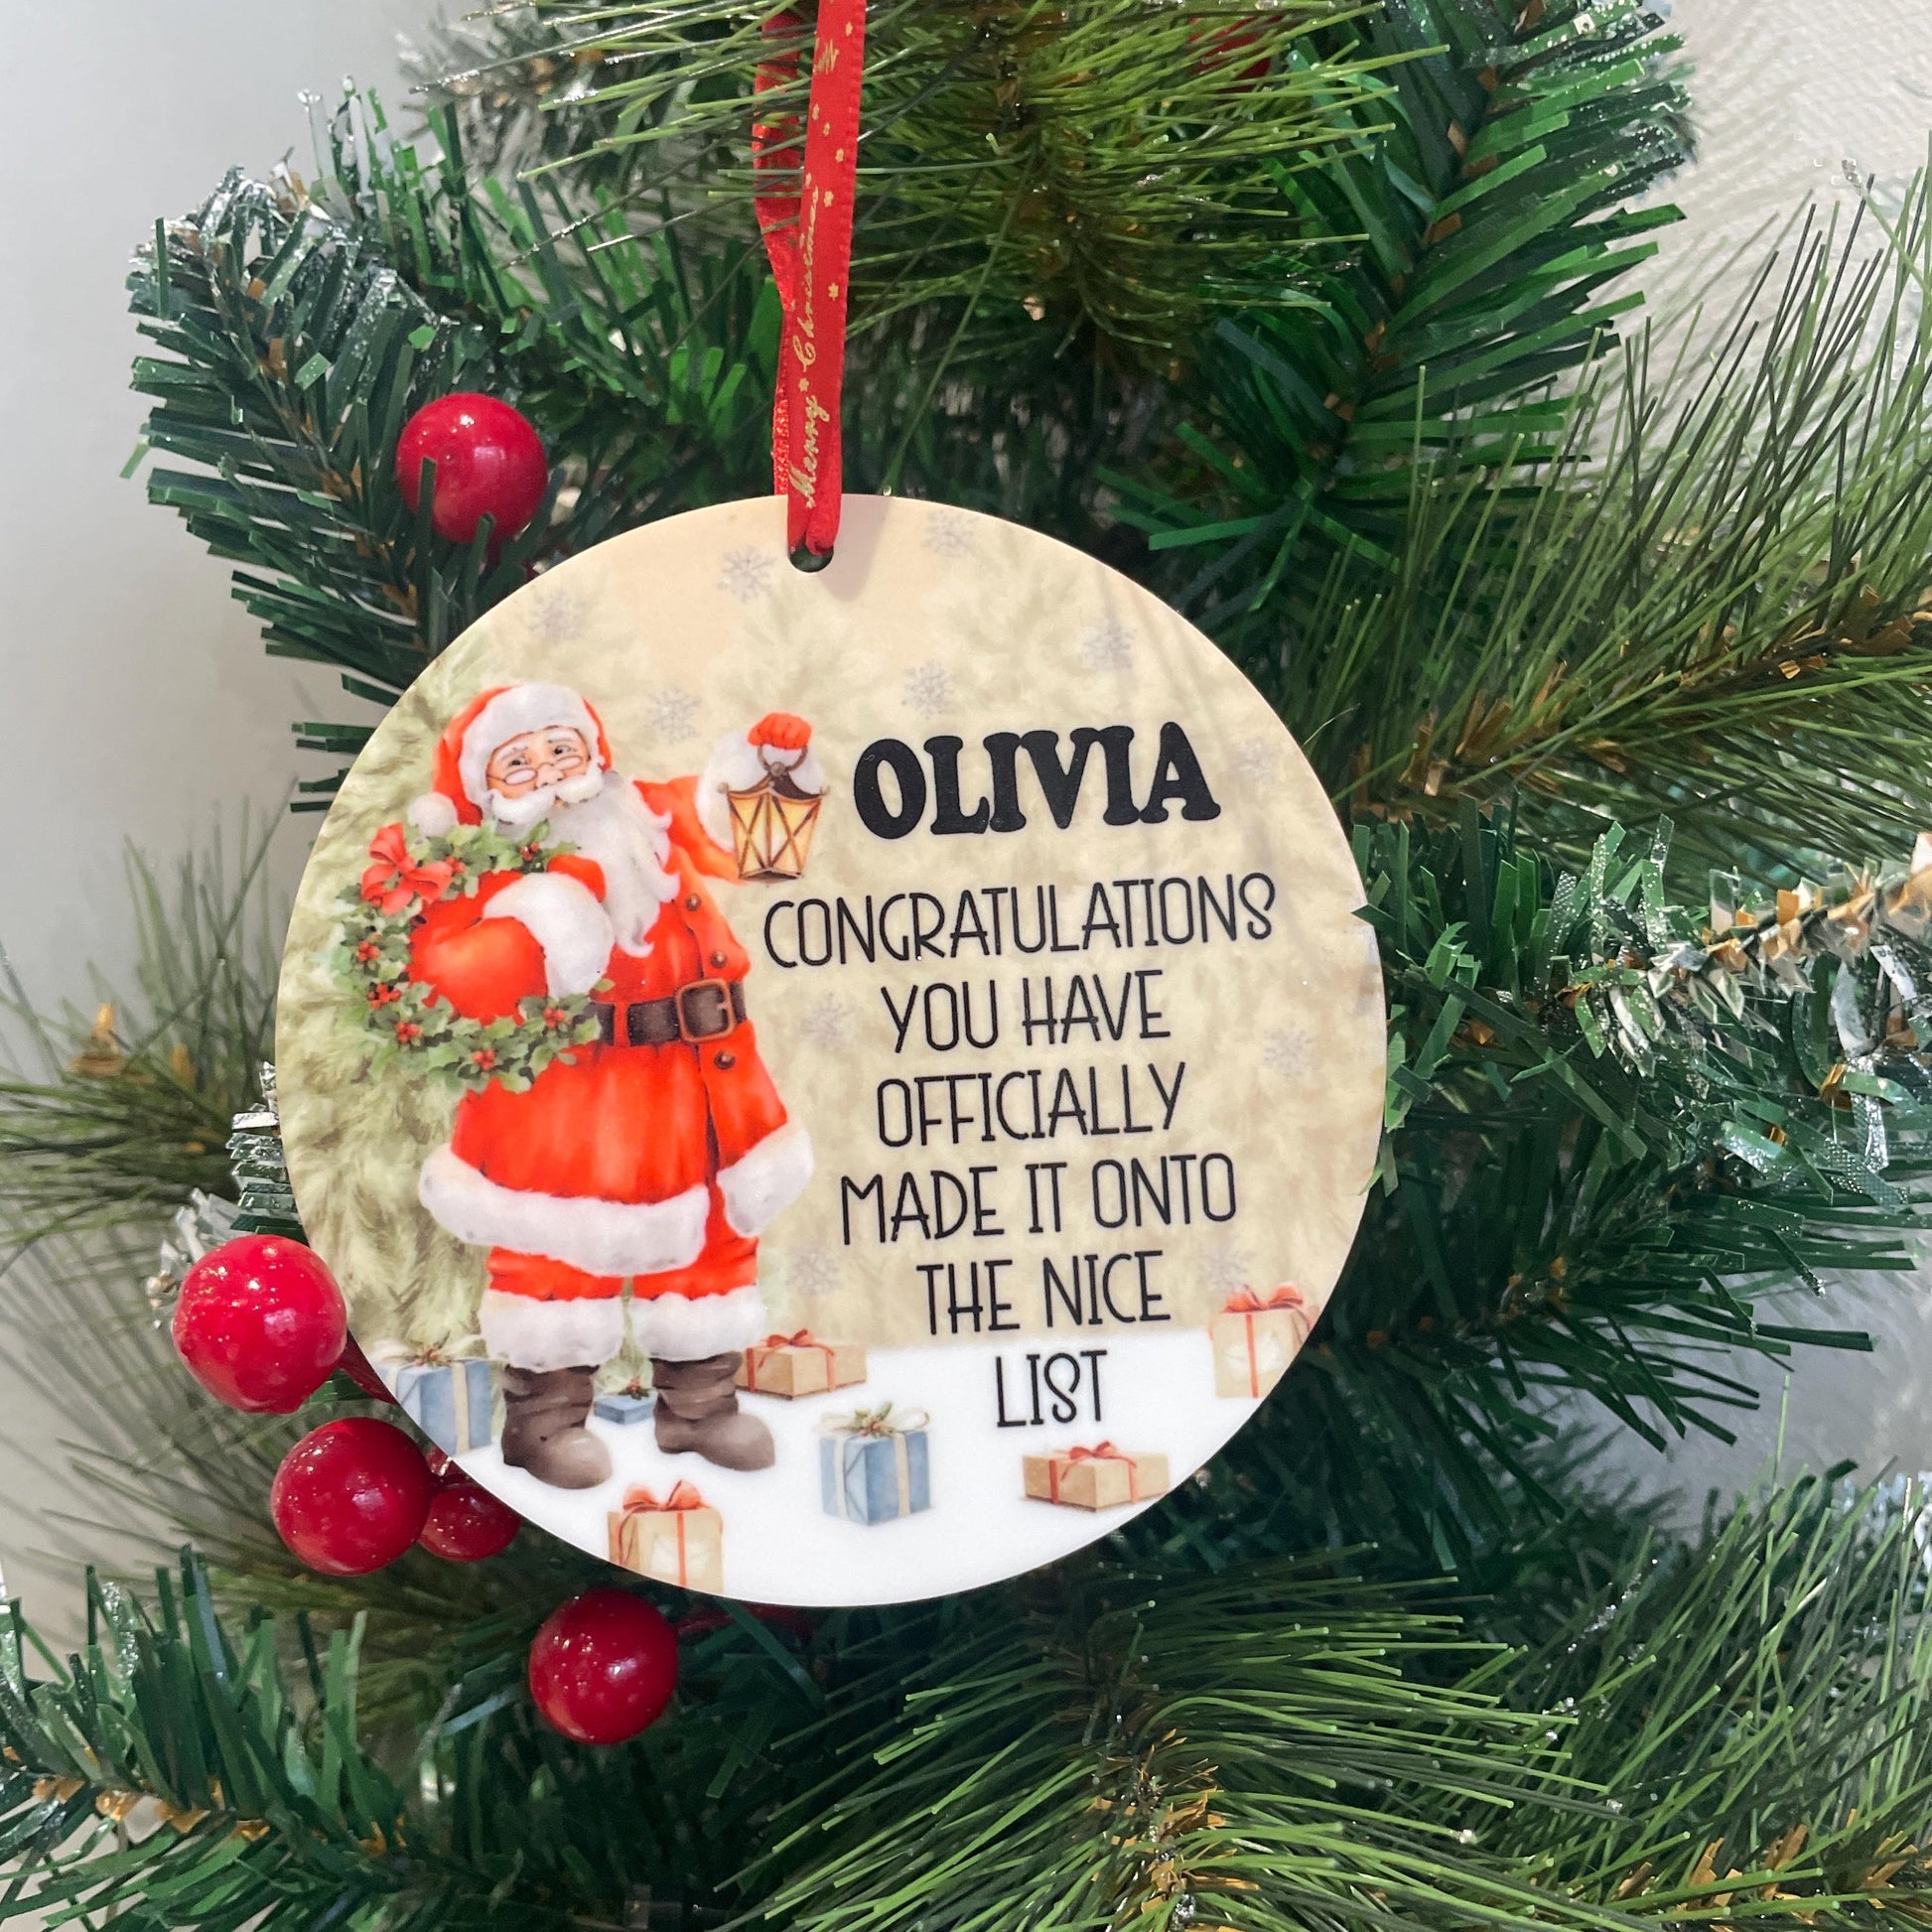 Merry * Christmas
OLIVIA
CONGRATULATIONS
YOU HAVE
OFFICIALLY
MADE IT ONTO
THE NICE
LIST